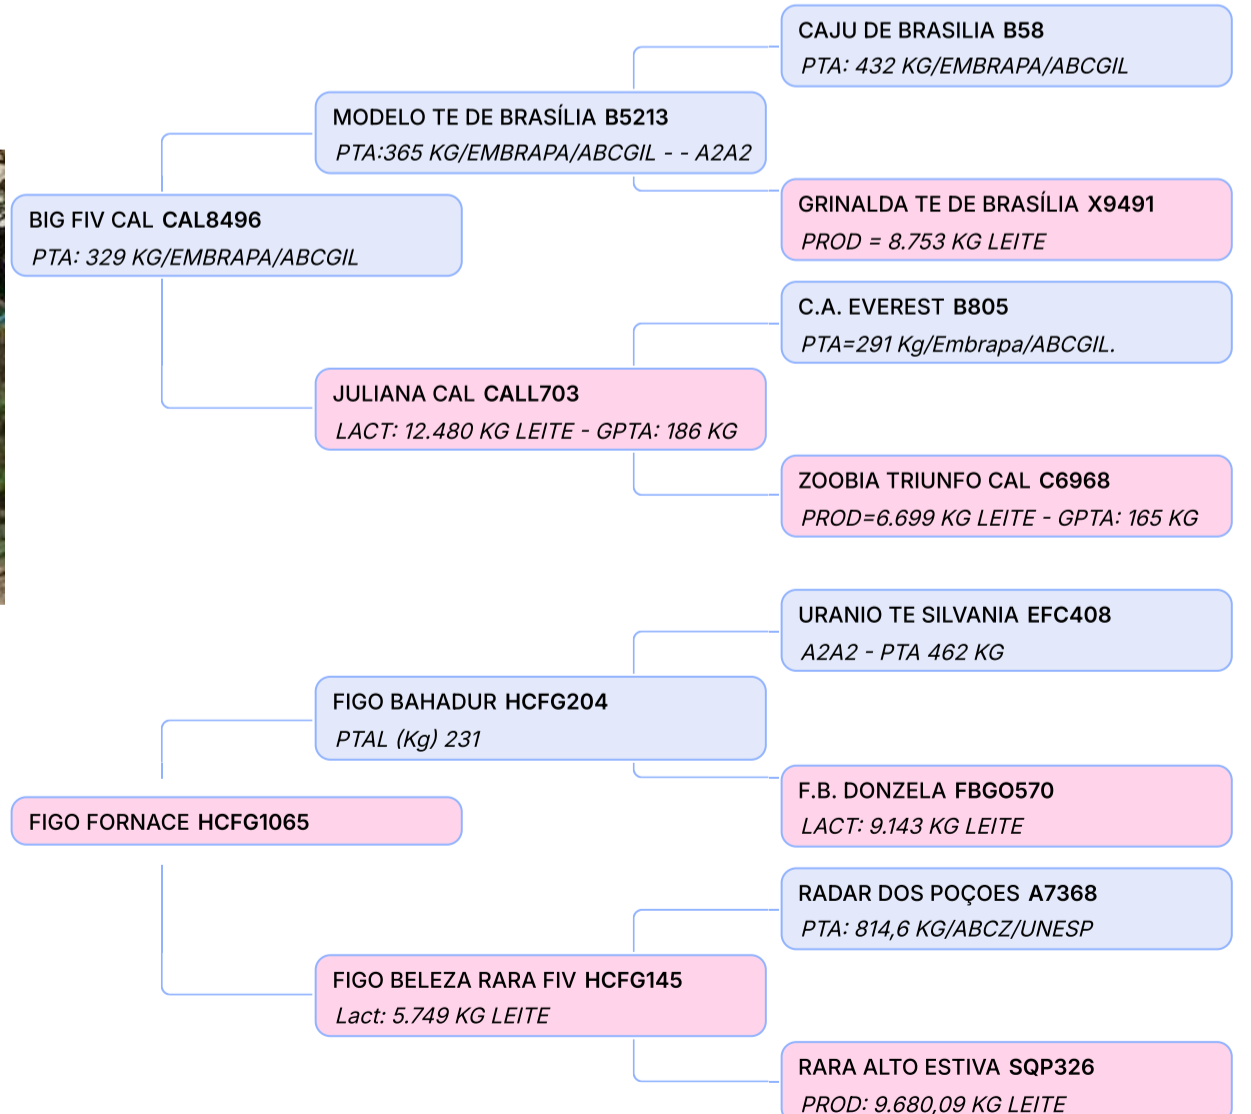 CAJU DE BRASILIA B58
PTA: 432 KG/EMBRAPA/ABCGIL
MODELO TE DE BRASÍLIA B5213
PTA:365 KG/EMBRAPA/ABCGIL - - A2A2
GRINALDA TE DE BRASÍLIA X9491
PROD = 8.753 KG LEITE
BIG FIV CAL CAL8496
PTA: 329 KG/EMBRAPA/ABCGIL
C.A. EVEREST B805
PTA=291 Kg/Embrapa/ABCGIL.
JULIANA CAL CALL703
LACT: 12.480 KG LEITE - GPTA: 186 KG
ZOOBIA TRIUNFO CAL C6968
PROD=6.699 KG LEITE - GPTA: 165 KG
URANIO TE SILVANIA EFC408
A2A2 - PTA 462 KG
FIGO BAHADUR HCFG204
PTAL (Kg) 231
F.B. DONZELA FBGO570
LACT: 9.143 KG LEITE
FIGO FORNACE HCFG1065
RADAR DOS POÇOES A7368
PTA: 814,6 KG/ABCZ/UNESP
FIGO BELEZA RARA FIV HCFG145
Lact: 5.749 KG LEITE
RARA ALTO ESTIVA SQP326
PROD: 9.680,09 KG LEITE